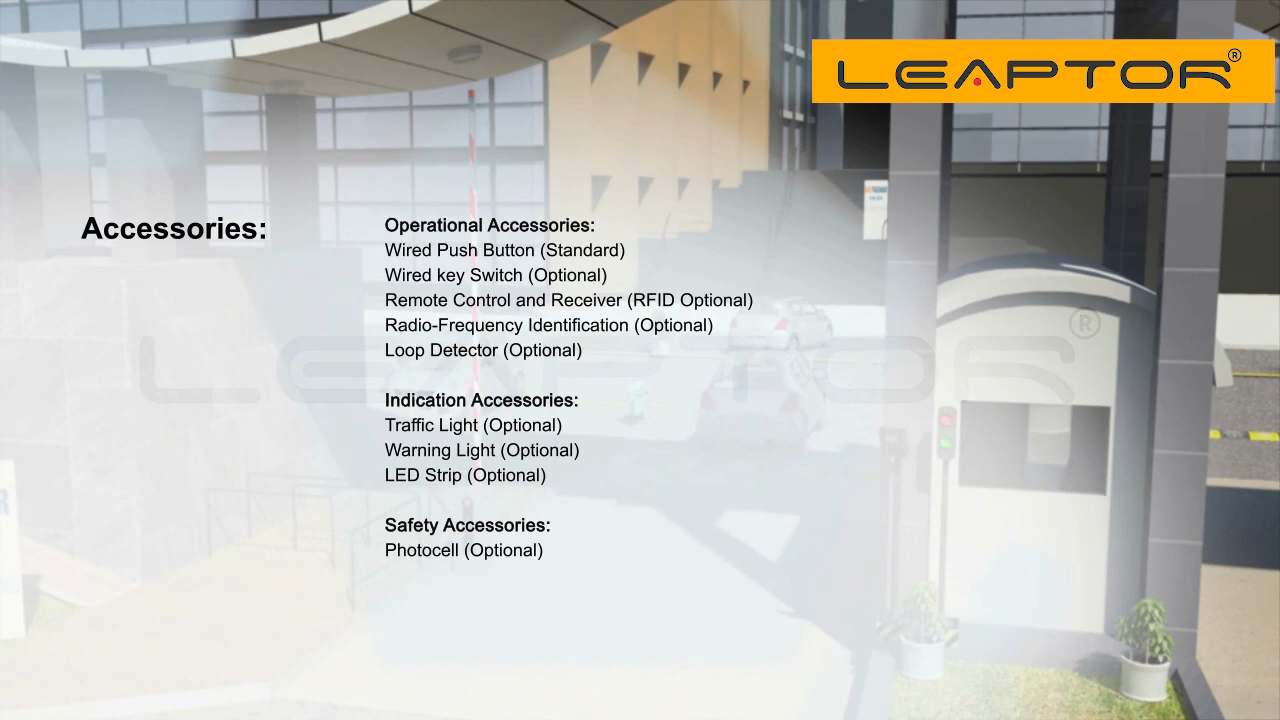 LEAPTOR®
Accessories:
Operational Accessories:
Wired Push Button (Standard)
Wired key Switch (Optional)
Remote Control and Receiver (RFID Optional)
Radio-Frequency Identification (Optional)
Loop Detector (Optional)
LEAPTOR®
Indication Accessories:
Traffic Light (Optional)
Warning Light (Optional)
LED Strip (Optional)
Safety Accessories:
Photocell (Optional)